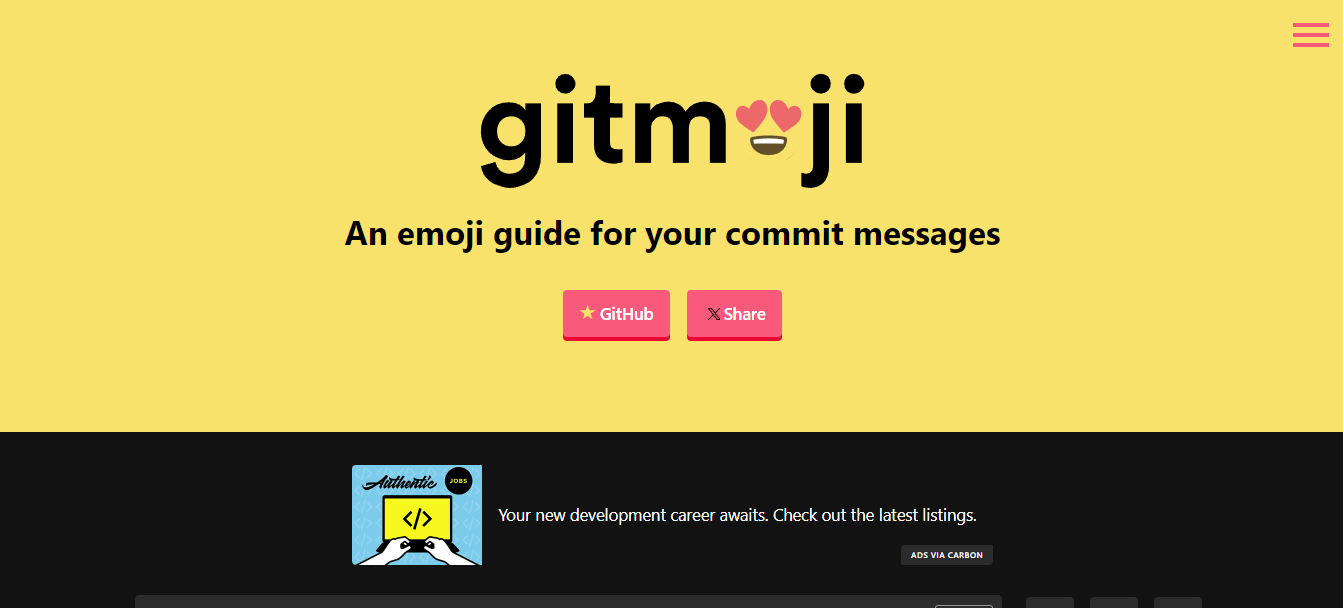 gitmoji
An emoji guide for your commit messages
GitHub
Share
Authentic
JOBS
</>
Your new development career awaits. Check out the latest listings.
ADS VIA CARBON